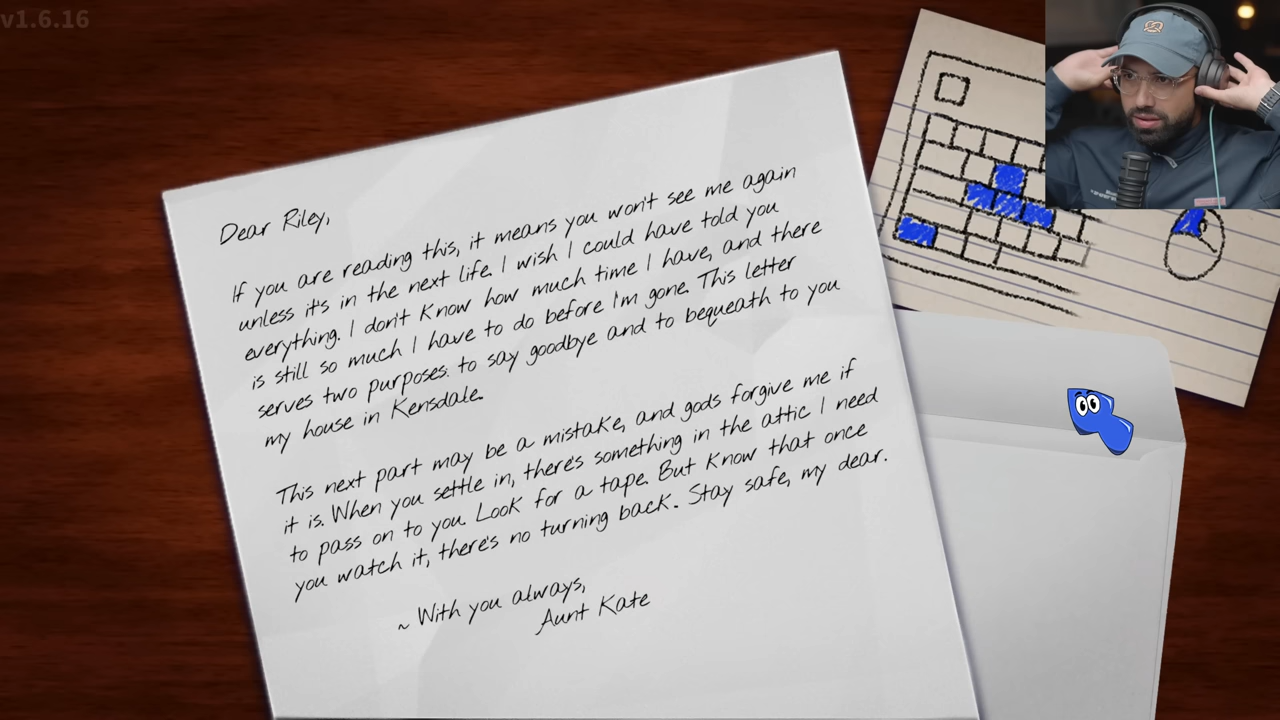 v1.6.16
Dear Riley,
If you are reading this, it means you won't see me again
unless it's in the next life. I wish I could have told you
everything. I don't know how much time I have, and there
is still so much I have to do before I'm gone. This letter
serves two purposes: to say goodbye and to bequeath to you
my house in Kensdale.
This next part may be a mistake, and gods forgive me if
it is. When you settle in, there's something in the attic I need
to pass on to you. Look for a tape. But know that once
you watch it, there's no turning back. Stay safe, my dear.
~ With you always,
Aunt Kate